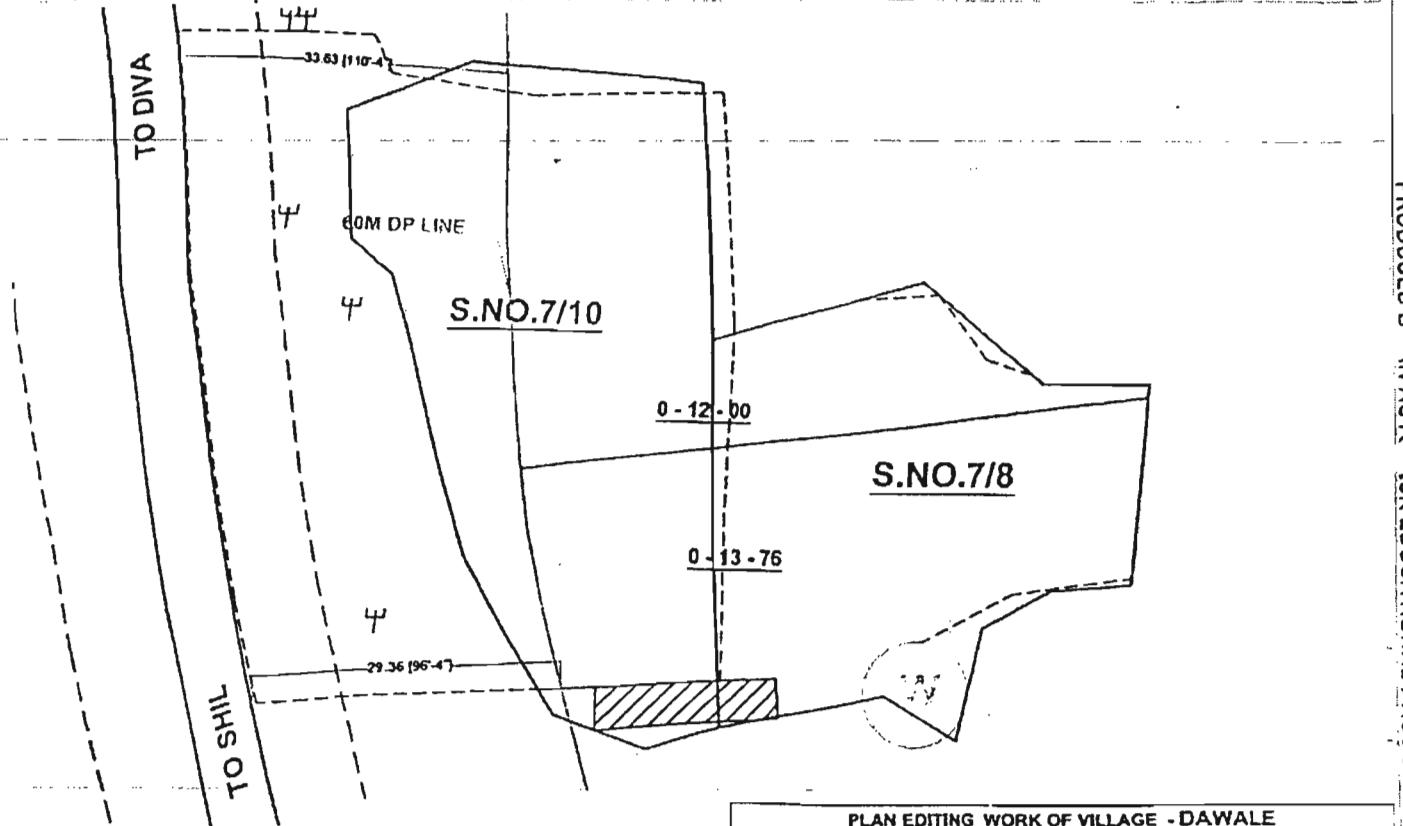 33.63 [110'-4"]
TO DIVA
60M DP LINE
S.NO.7/10
0 - 12 - 00
S.NO.7/8
0 - 13 - 76
29.36 [96'-4"]
TO SHIL
W
PLAN EDITING WORK OF VILLAGE - DAWALE